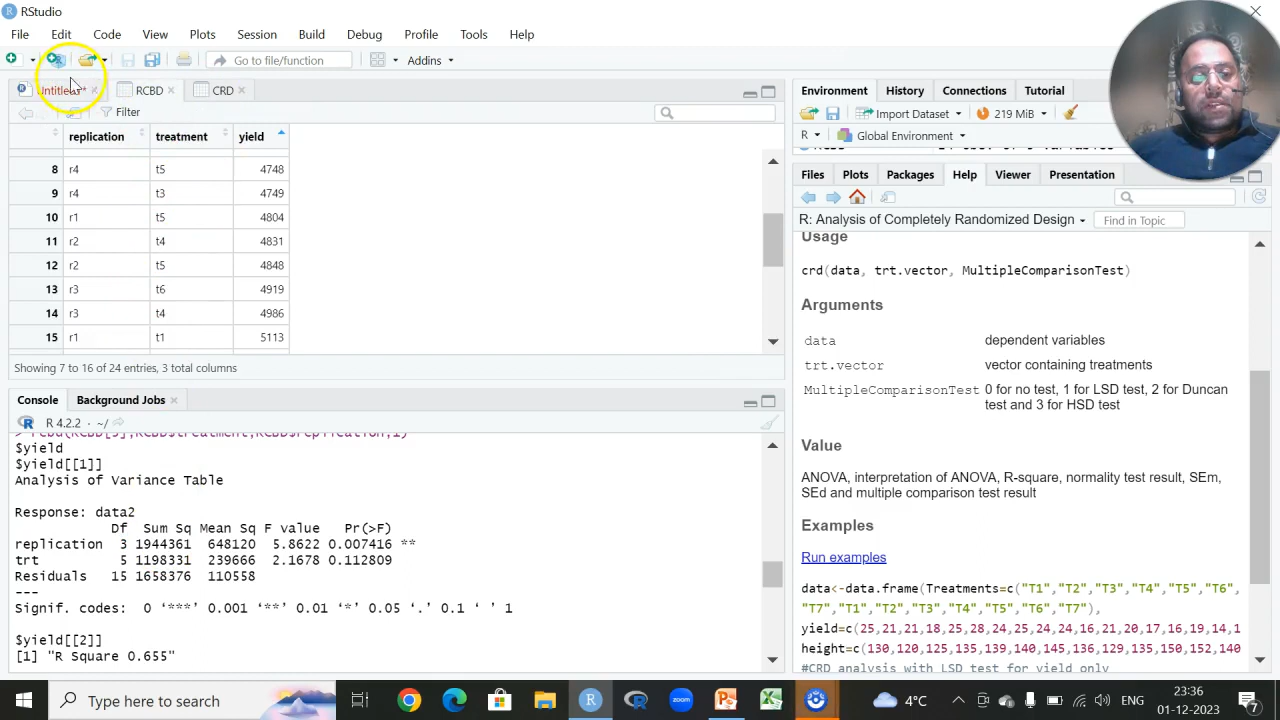 RStudio
File Edit Code View Plots Session Build Debug Profile Tools Help
Go to file/function Addins
RCBD CRD
Filter
replication treatment yield
8 r4 t5 4748
9 r4 t3 4749
10 r1 t5 4804
11 r2 t4 4831
12 r2 t5 4848
13 r3 t6 4919
14 r3 t4 4986
15 r1 t1 5113
Showing 7 to 16 of 24 entries, 3 total columns
Console Background Jobs
R 4.2.2 · ~/
$yield
$yield[[1]]
Analysis of Variance Table
Response: data2
Df Sum Sq Mean Sq F value Pr(>F)
replication 3 1944361 648120 5.8622 0.007416 **
trt 5 1198331 239666 2.1678 0.112809
Residuals 15 1658376 110558
---
Signif. codes: 0 ‘***’ 0.001 ‘**’ 0.01 ‘*’ 0.05 ‘.’ 0.1 ‘ ’ 1
$yield[[2]]
[1] "R Square 0.655"
Environment History Connections Tutorial
Import Dataset 219 MiB
R Global Environment
Files Plots Packages Help Viewer Presentation
R: Analysis of Completely Randomized Design Find in Topic
Usage
crd(data, trt.vector, MultipleComparisonTest)
Arguments
data dependent variables
trt.vector vector containing treatments
MultipleComparisonTest 0 for no test, 1 for LSD test, 2 for Duncan
test and 3 for HSD test
Value
ANOVA, interpretation of ANOVA, R-square, normality test result, SEm,
SEd and multiple comparison test result
Examples
Run examples
data<-data.frame(Treatments=c("T1","T2","T3","T4","T5","T6",
"T7","T1","T2","T3","T4","T5","T6","T7"),
yield=c(25,21,21,18,25,28,24,25,24,24,16,21,20,17,16,19,14,1
height=c(130,120,125,135,139,140,145,136,129,135,150,152,140
#CRD analysis with LSD test for yield only
Type here to search
4°C ENG
23:36
01-12-2023
7